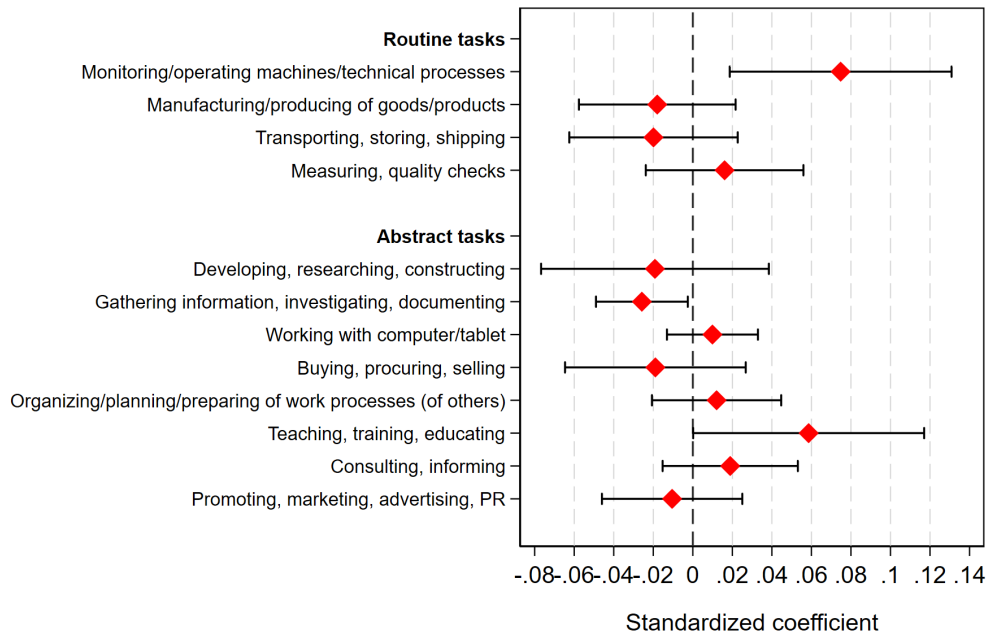 Routine tasks
Monitoring/operating machines/technical processes
Manufacturing/producing of goods/products
Transporting, storing, shipping
Measuring, quality checks
Abstract tasks
Developing, researching, constructing
Gathering information, investigating, documenting
Working with computer/tablet
Buying, procuring, selling
Organizing/planning/preparing of work processes (of others)
Teaching, training, educating
Consulting, informing
Promoting, marketing, advertising, PR
-.08 -.06 -.04 -.02 0 .02 .04 .06 .08 .1 .12 .14
Standardized coefficient